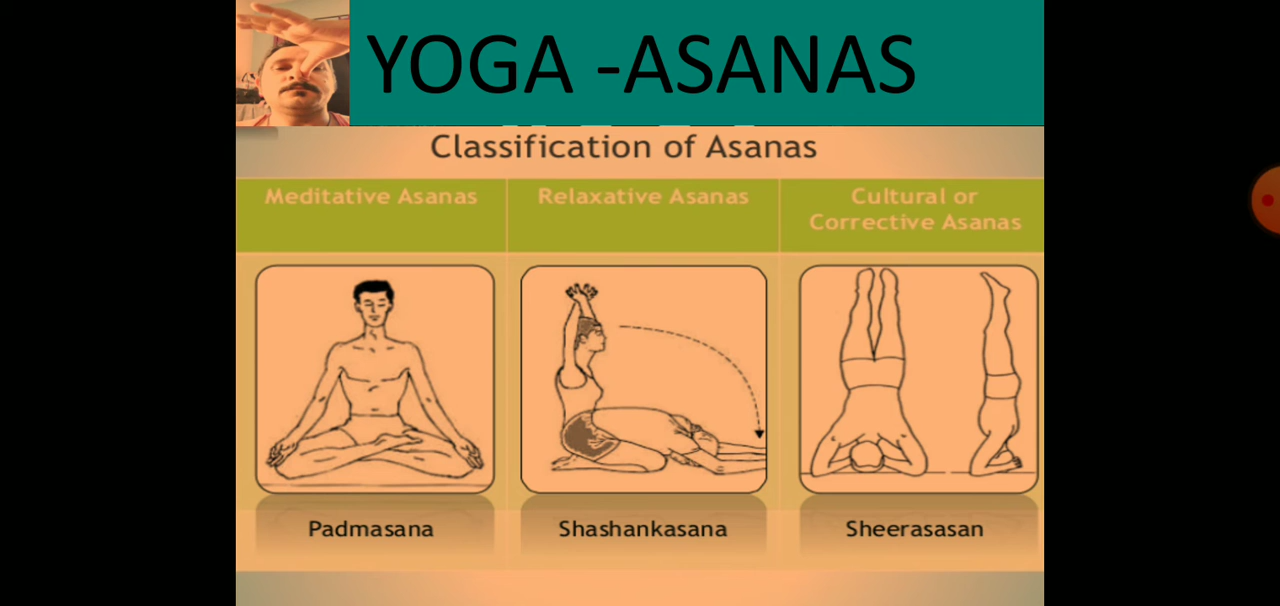 YOGA -ASANAS
Classification of Asanas
Meditative Asanas
Relaxative Asanas
Cultural or
Corrective Asanas
Padmasana
Shashankasana
Sheerasasan